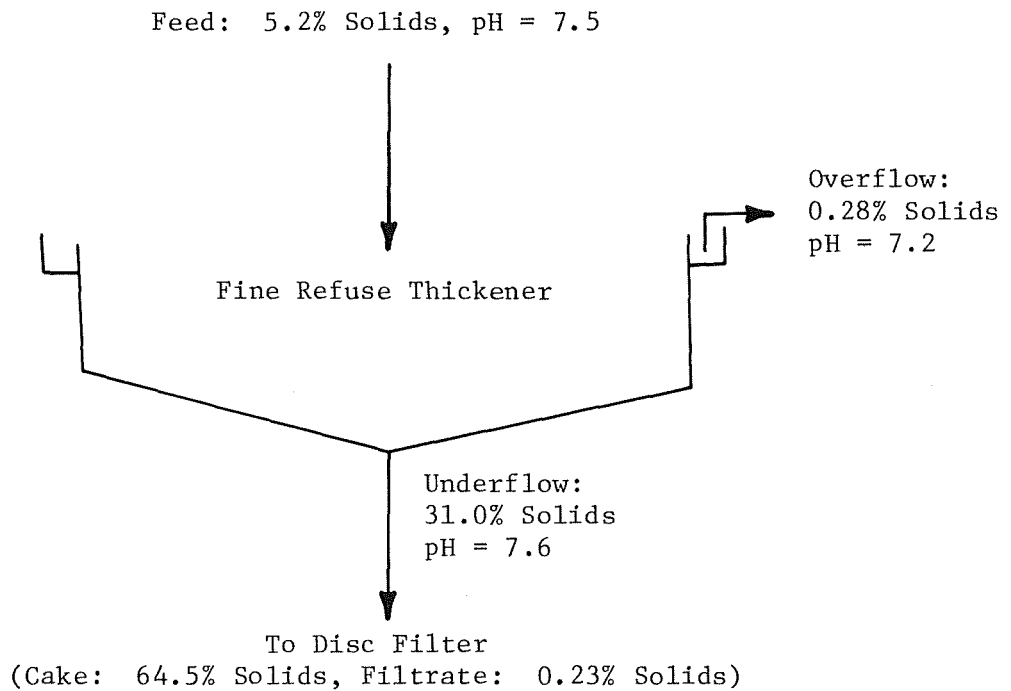 Feed: 5.2% Solids, pH = 7.5
Overflow:
0.28% Solids
pH = 7.2
Fine Refuse Thickener
Underflow:
31.0% Solids
pH = 7.6
To Disc Filter
(Cake: 64.5% Solids, Filtrate: 0.23% Solids)